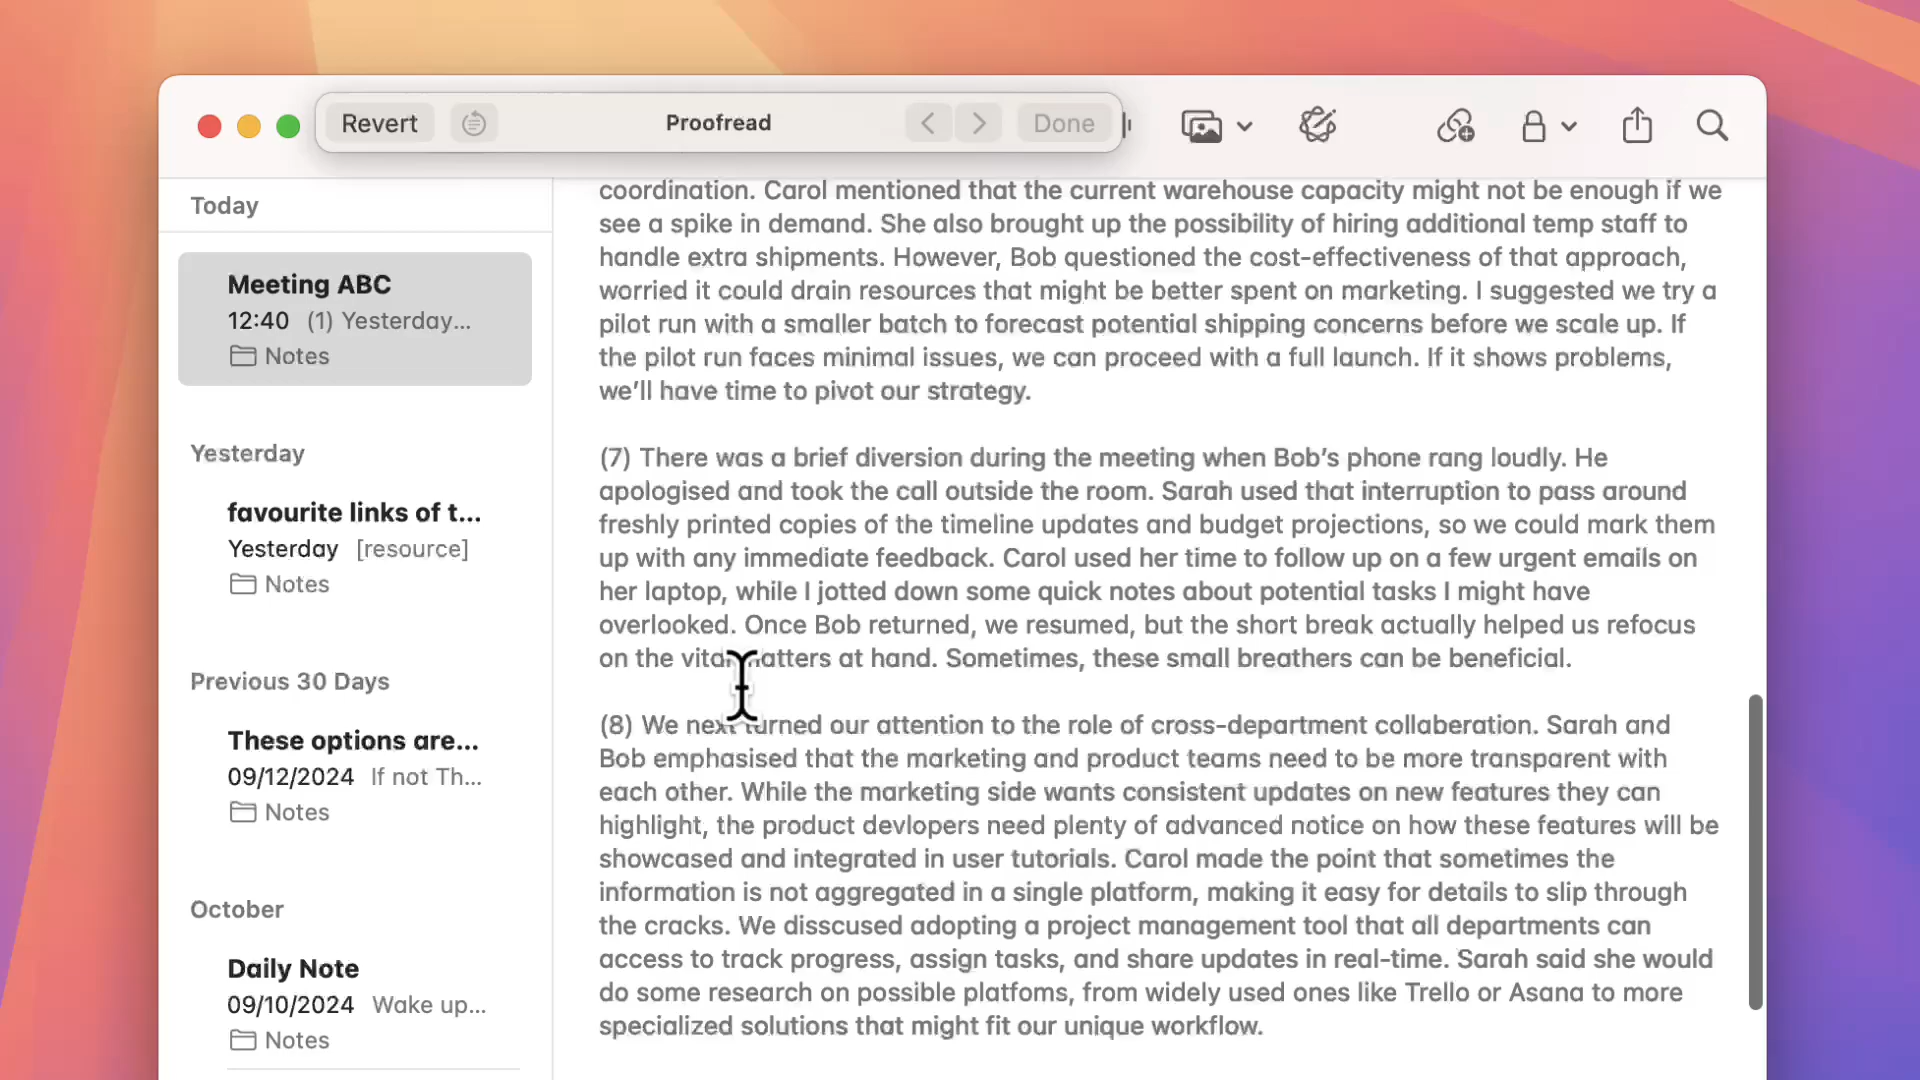 Revert
Proofread
Done
Today
Meeting ABC
12:40 (1) Yesterday...
Notes
Yesterday
favourite links of t...
Yesterday [resource]
Notes
Previous 30 Days
These options are...
09/12/2024 If not Th...
Notes
October
Daily Note
09/10/2024 Wake up...
Notes
coordination. Carol mentioned that the current warehouse capacity might not be enough if we
see a spike in demand. She also brought up the possibility of hiring additional temp staff to
handle extra shipments. However, Bob questioned the cost-effectiveness of that approach,
worried it could drain resources that might be better spent on marketing. I suggested we try a
pilot run with a smaller batch to forecast potential shipping concerns before we scale up. If
the pilot run faces minimal issues, we can proceed with a full launch. If it shows problems,
we’ll have time to pivot our strategy.
(7) There was a brief diversion during the meeting when Bob’s phone rang loudly. He
apologised and took the call outside the room. Sarah used that interruption to pass around
freshly printed copies of the timeline updates and budget projections, so we could mark them
up with any immediate feedback. Carol used her time to follow up on a few urgent emails on
her laptop, while I jotted down some quick notes about potential tasks I might have
overlooked. Once Bob returned, we resumed, but the short break actually helped us refocus
on the vital matters at hand. Sometimes, these small breathers can be beneficial.
(8) We next turned our attention to the role of cross-department collaberation. Sarah and
Bob emphasised that the marketing and product teams need to be more transparent with
each other. While the marketing side wants consistent updates on new features they can
highlight, the product devlopers need plenty of advanced notice on how these features will be
showcased and integrated in user tutorials. Carol made the point that sometimes the
information is not aggregated in a single platform, making it easy for details to slip through
the cracks. We disscused adopting a project management tool that all departments can
access to track progress, assign tasks, and share updates in real-time. Sarah said she would
do some research on possible platfoms, from widely used ones like Trello or Asana to more
specialized solutions that might fit our unique workflow.